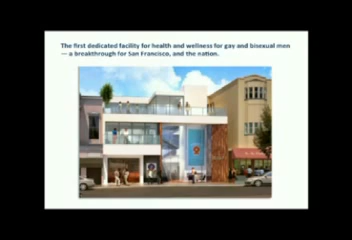 The first dedicated facility for health and wellness for gay and bisexual men
— a breakthrough for San Francisco, and the nation.